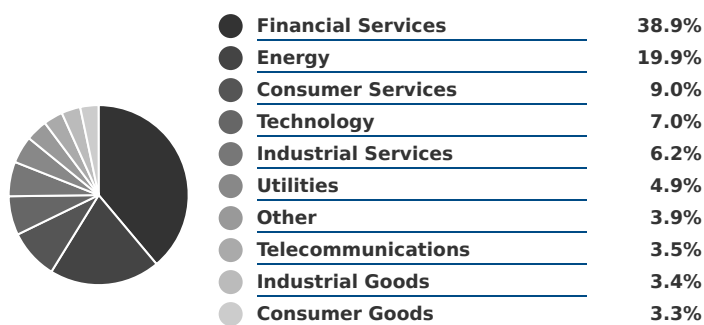 Financial Services 38.9%
Energy 19.9%
Consumer Services 9.0%
Technology 7.0%
Industrial Services 6.2%
Utilities 4.9%
Other 3.9%
Telecommunications 3.5%
Industrial Goods 3.4%
Consumer Goods 3.3%